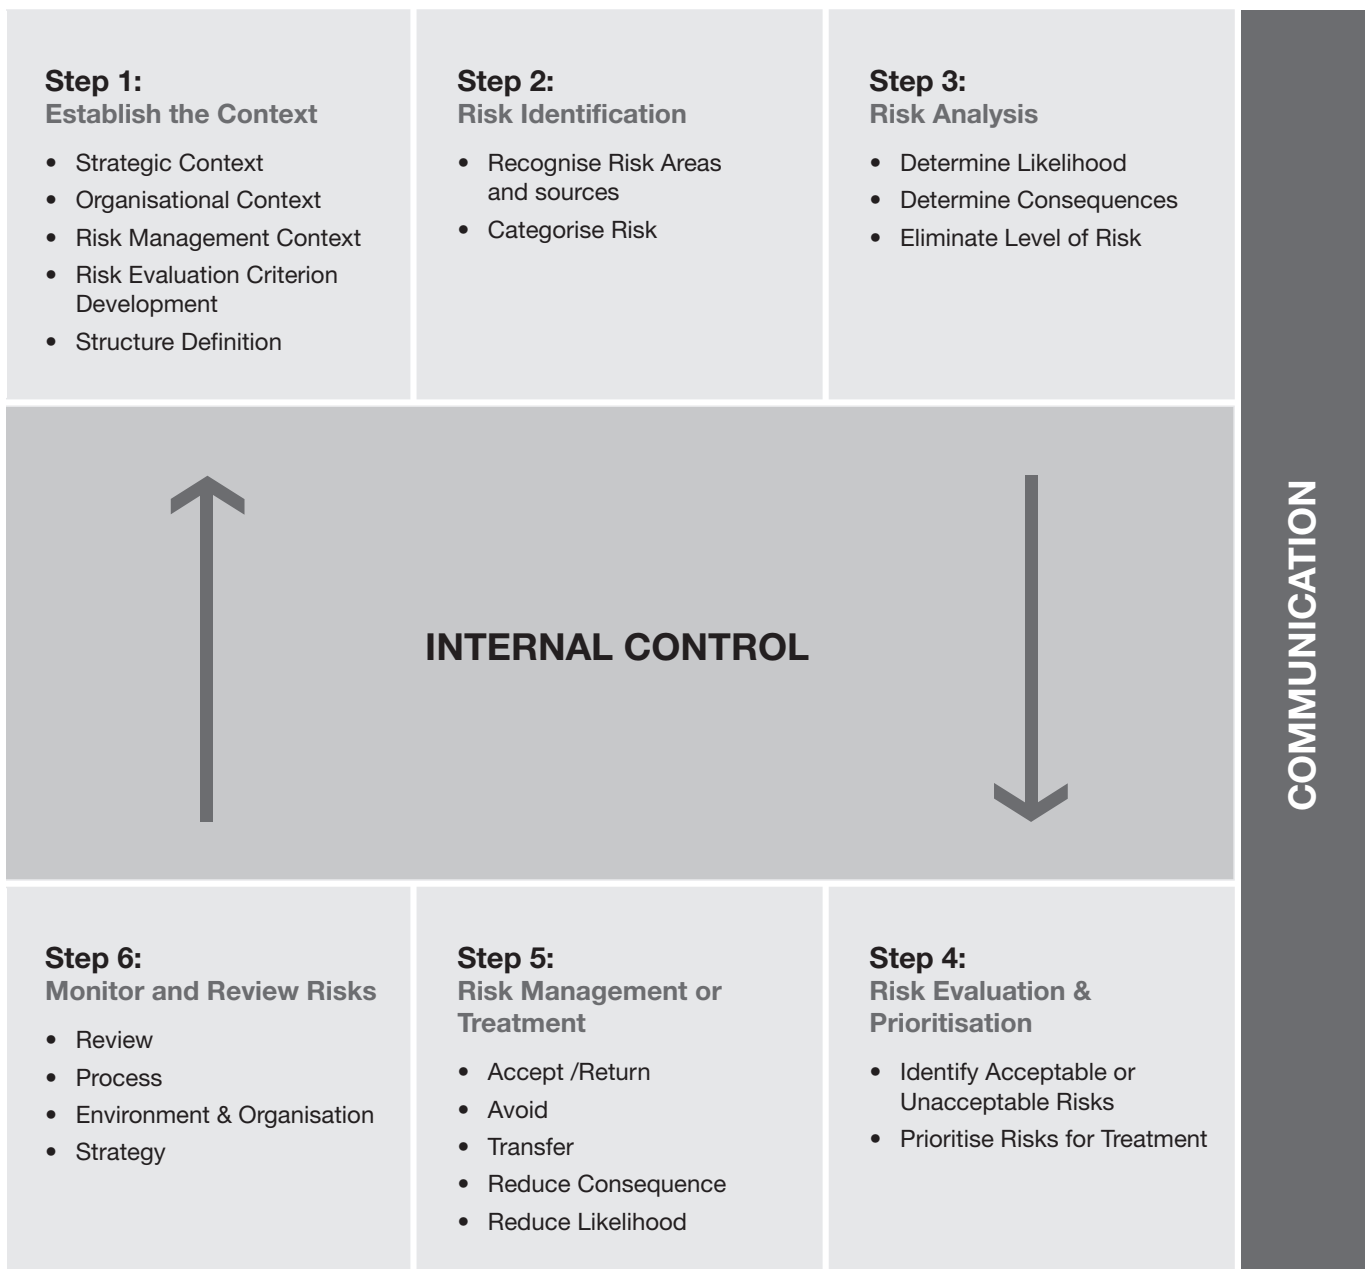 Step 1:
Establish the Context
• Strategic Context
• Organisational Context
• Risk Management Context
• Risk Evaluation Criterion
Development
• Structure Definition
Step 2:
Risk Identification
• Recognise Risk Areas
and sources
• Categorise Risk
Step 3:
Risk Analysis
• Determine Likelihood
• Determine Consequences
• Eliminate Level of Risk
INTERNAL CONTROL
COMMUNICATION
Step 6:
Monitor and Review Risks
• Review
• Process
• Environment & Organisation
• Strategy
Step 5:
Risk Management or
Treatment
• Accept /Return
• Avoid
• Transfer
• Reduce Consequence
• Reduce Likelihood
Step 4:
Risk Evaluation &
Prioritisation
• Identify Acceptable or
Unacceptable Risks
• Prioritise Risks for Treatment